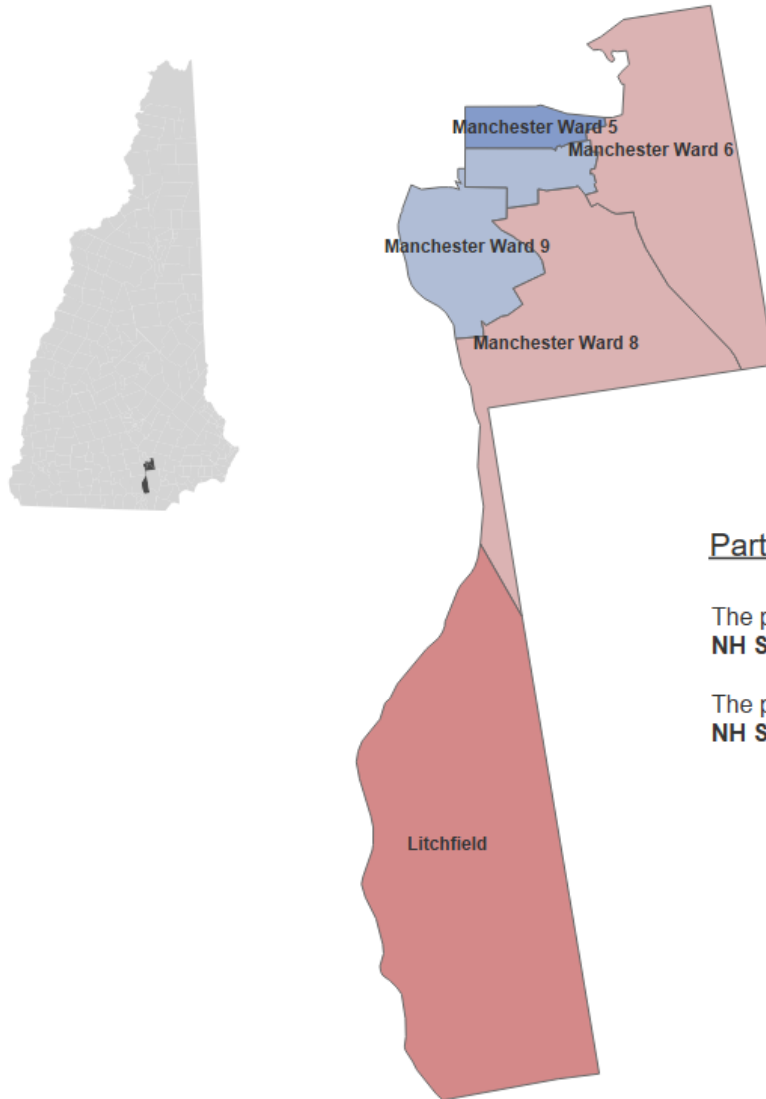 Manchester Ward 5
Manchester Ward 6
Manchester Ward 9
Manchester Ward 8
Part
The p
NH S
The p
NH S
Litchfield